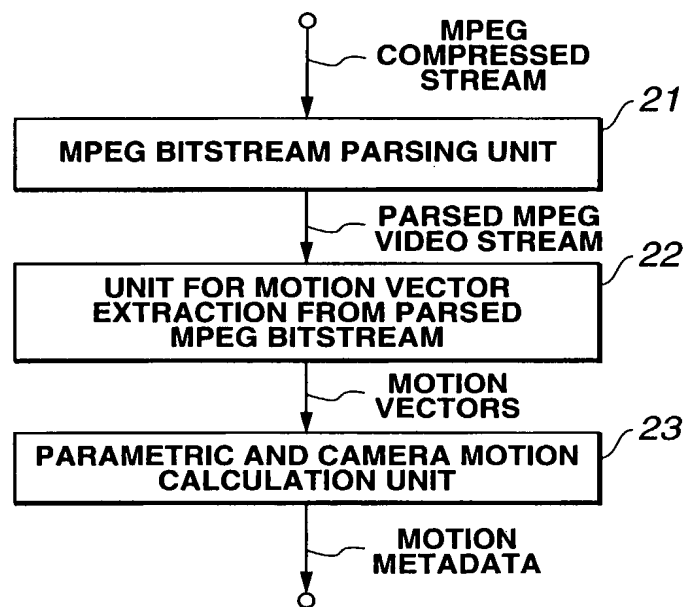 MPEG
COMPRESSED
STREAM
21
MPEG BITSTREAM PARSING UNIT
PARSED MPEG
VIDEO STREAM
22
UNIT FOR MOTION VECTOR
EXTRACTION FROM PARSED
MPEG BITSTREAM
MOTION
VECTORS
23
PARAMETRIC AND CAMERA MOTION
CALCULATION UNIT
MOTION
METADATA